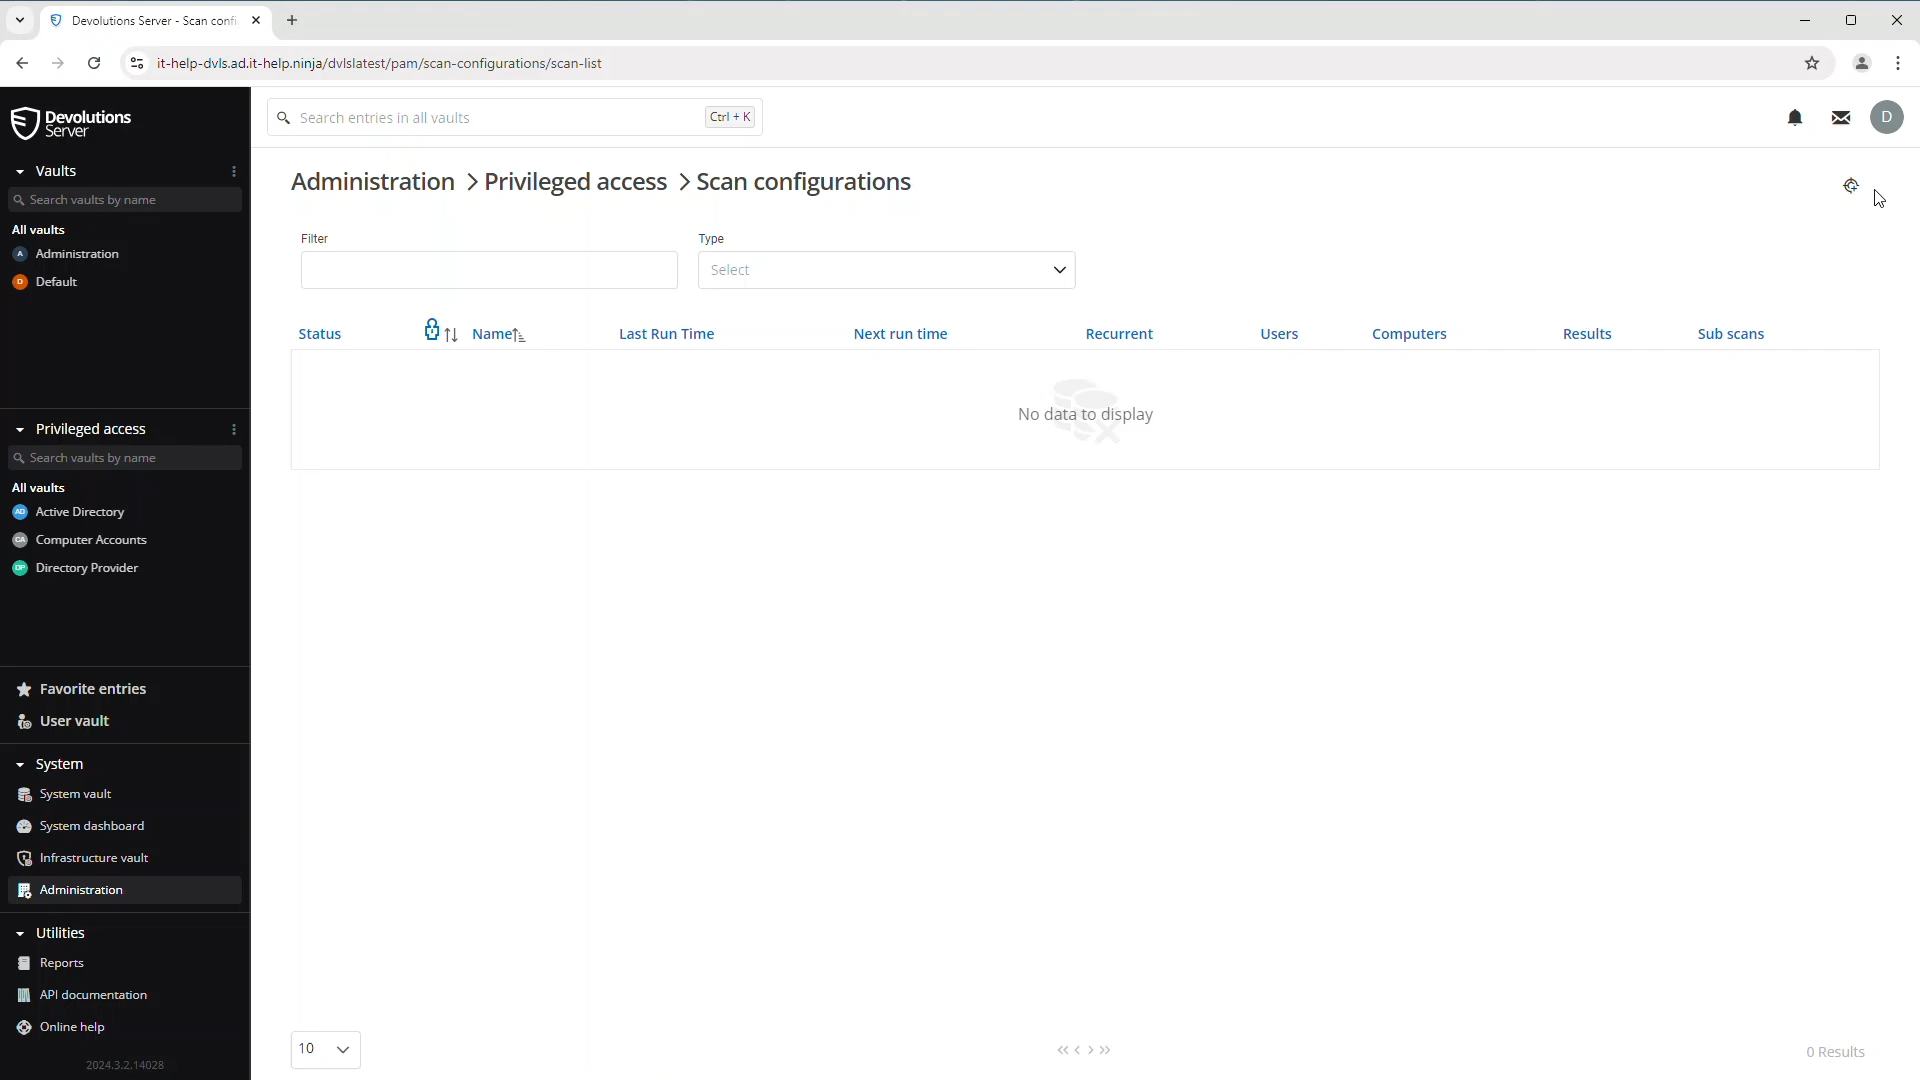 Devolutions Server - Scan confi
it-help-dvls.ad.it-help.ninja/dvlslatest/pam/scan-configurations/scan-list
Devolutions
Server
Search entries in all vaults
Ctrl + K
D
Vaults
Search vaults by name
All vaults
A Administration
D Default
Privileged access
Search vaults by name
All vaults
AD Active Directory
CA Computer Accounts
DP Directory Provider
Favorite entries
User vault
System
System vault
System dashboard
Infrastructure vault
Administration
Utilities
Reports
API documentation
Online help
2024.3.2.14028
Administration > Privileged access > Scan configurations
Filter
Type
Select
Status Name Last Run Time Next run time Recurrent Users Computers Results Sub scans
No data to display
10
0 Results